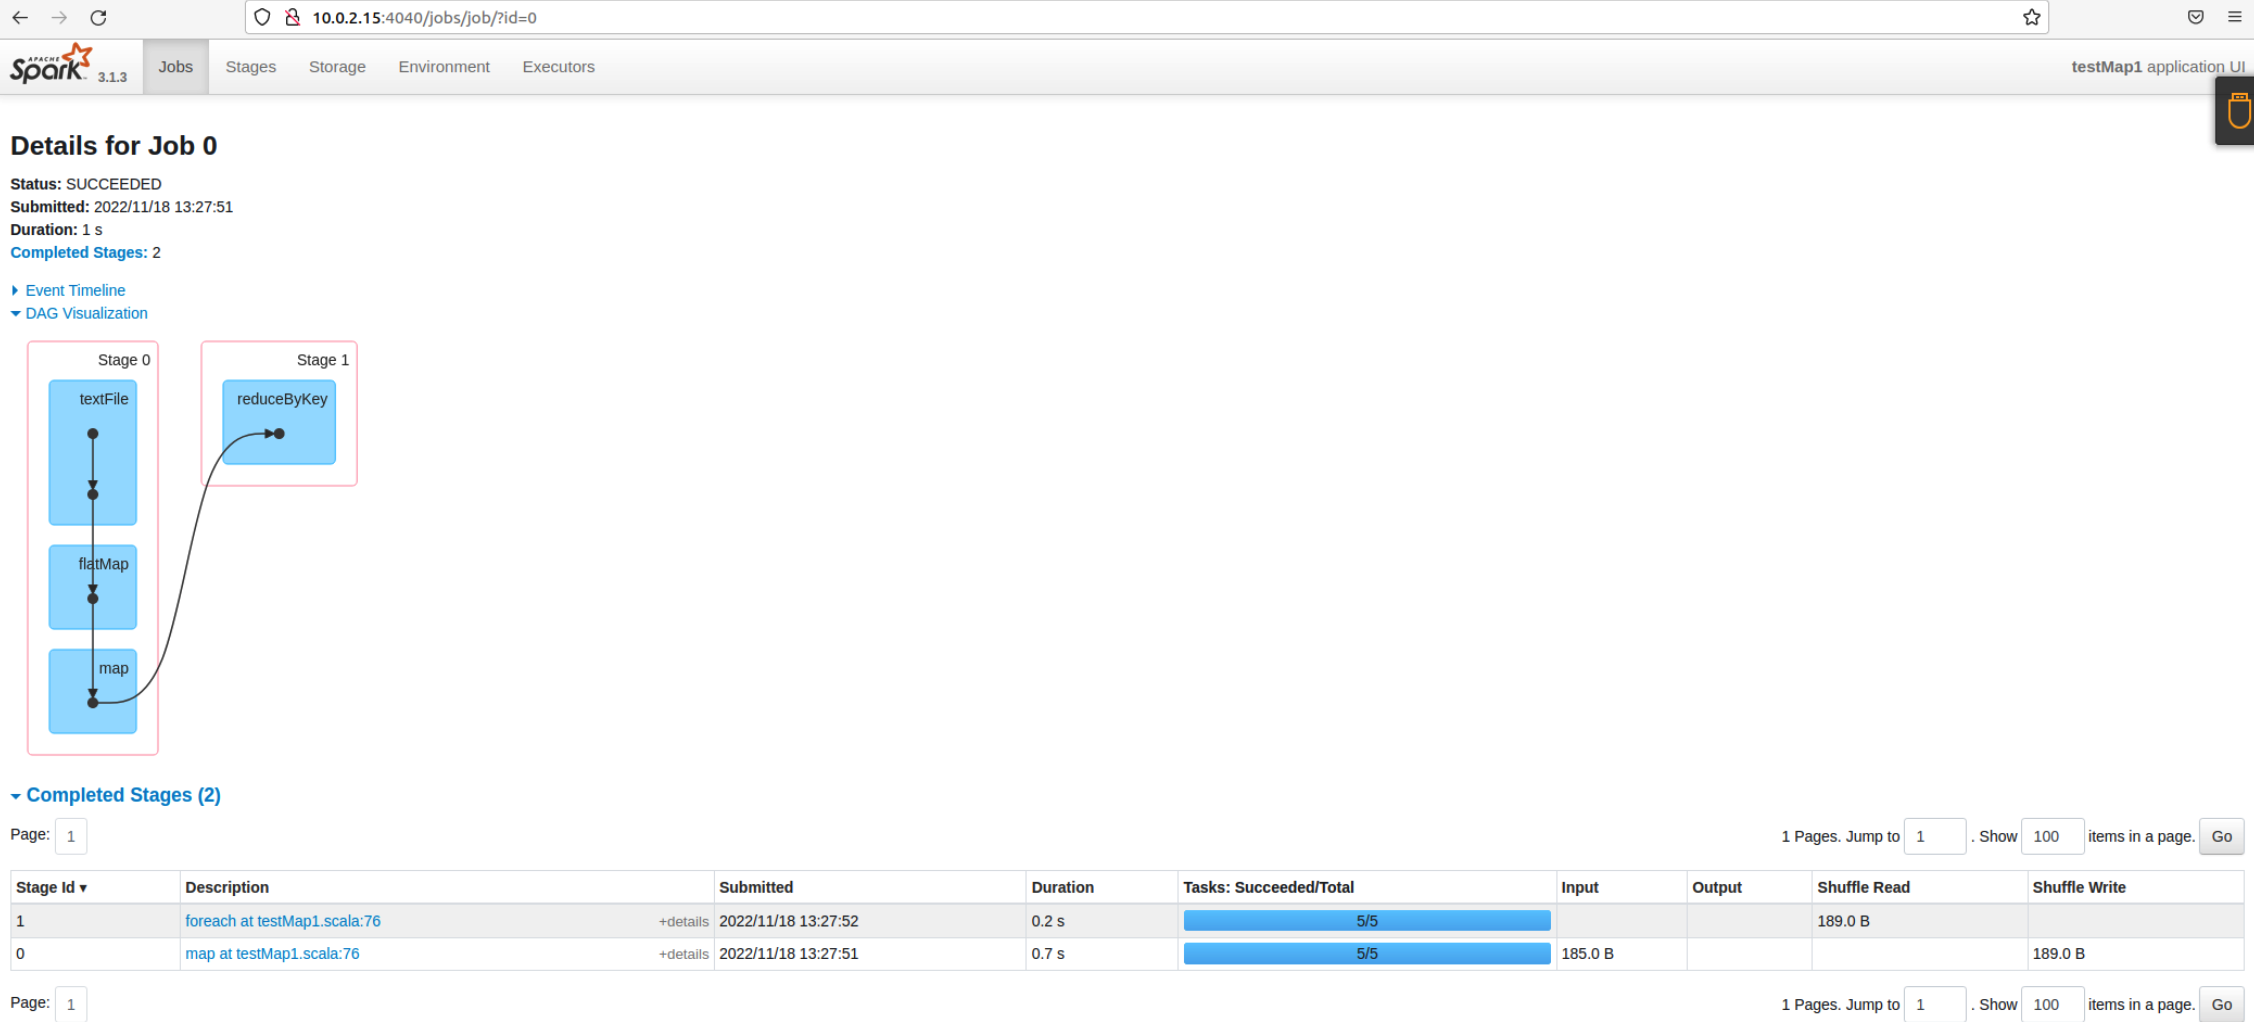 10.0.2.15:4040/jobs/job/?id=0
APACHE Spark 3.1.3 Jobs Stages Storage Environment Executors testMap1 application UI
Details for Job 0
Status: SUCCEEDED
Submitted: 2022/11/18 13:27:51
Duration: 1 s
Completed Stages: 2
Event Timeline
DAG Visualization
Stage 0
textFile
flatMap
map
Stage 1
reduceByKey
Completed Stages (2)
Page: 1 1 Pages. Jump to 1 . Show 100 items in a page. Go
Stage Id ▾ Description Submitted Duration Tasks: Succeeded/Total Input Output Shuffle Read Shuffle Write
1 foreach at testMap1.scala:76 +details 2022/11/18 13:27:52 0.2 s 5/5 189.0 B
0 map at testMap1.scala:76 +details 2022/11/18 13:27:51 0.7 s 5/5 185.0 B 189.0 B
Page: 1 1 Pages. Jump to 1 . Show 100 items in a page. Go